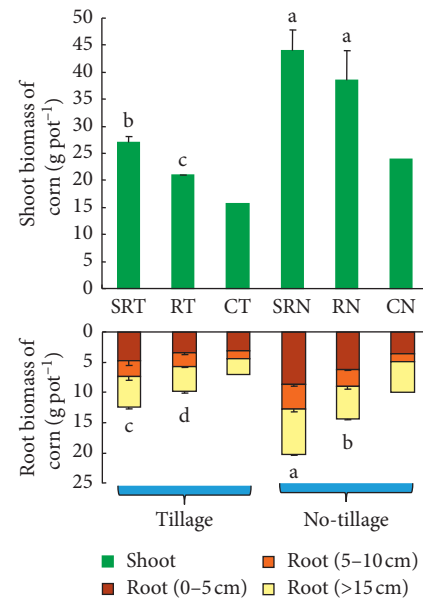 Shoot biomass of
corn (g pot⁻¹)
50
45
40
35
30
25
20
15
10
5
0
b
c
a
a
SRT RT CT SRN RN CN
Root biomass of
corn (g pot⁻¹)
0
5
10
15
20
25
c
d
a
b
Tillage No-tillage
Shoot Root (5–10 cm)
Root (0–5 cm) Root (>15 cm)